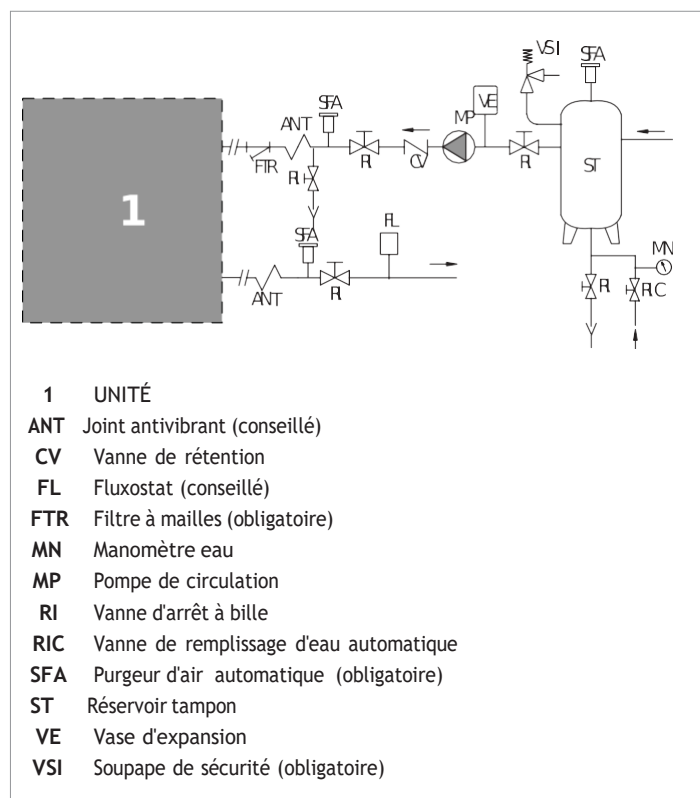 VSI SFA
SFA
MP VE
ANT
FTR RI CV RI ST
RI
SFA FL
MN
ANT RI RI RIC
1
1 UNITÉ
ANT Joint antivibrant (conseillé)
CV Vanne de rétention
FL Fluxostat (conseillé)
FTR Filtre à mailles (obligatoire)
MN Manomètre eau
MP Pompe de circulation
RI Vanne d'arrêt à bille
RIC Vanne de remplissage d'eau automatique
SFA Purgeur d'air automatique (obligatoire)
ST Réservoir tampon
VE Vase d'expansion
VSI Soupape de sécurité (obligatoire)